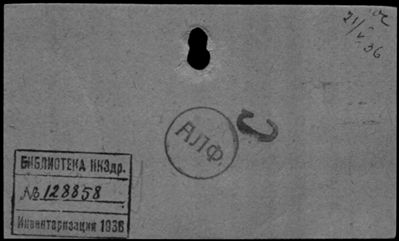 21/V 36
АЛФ
С
БИБЛИОТЕКА НКЗдр.
№ 128858
Инвентаризация 1936